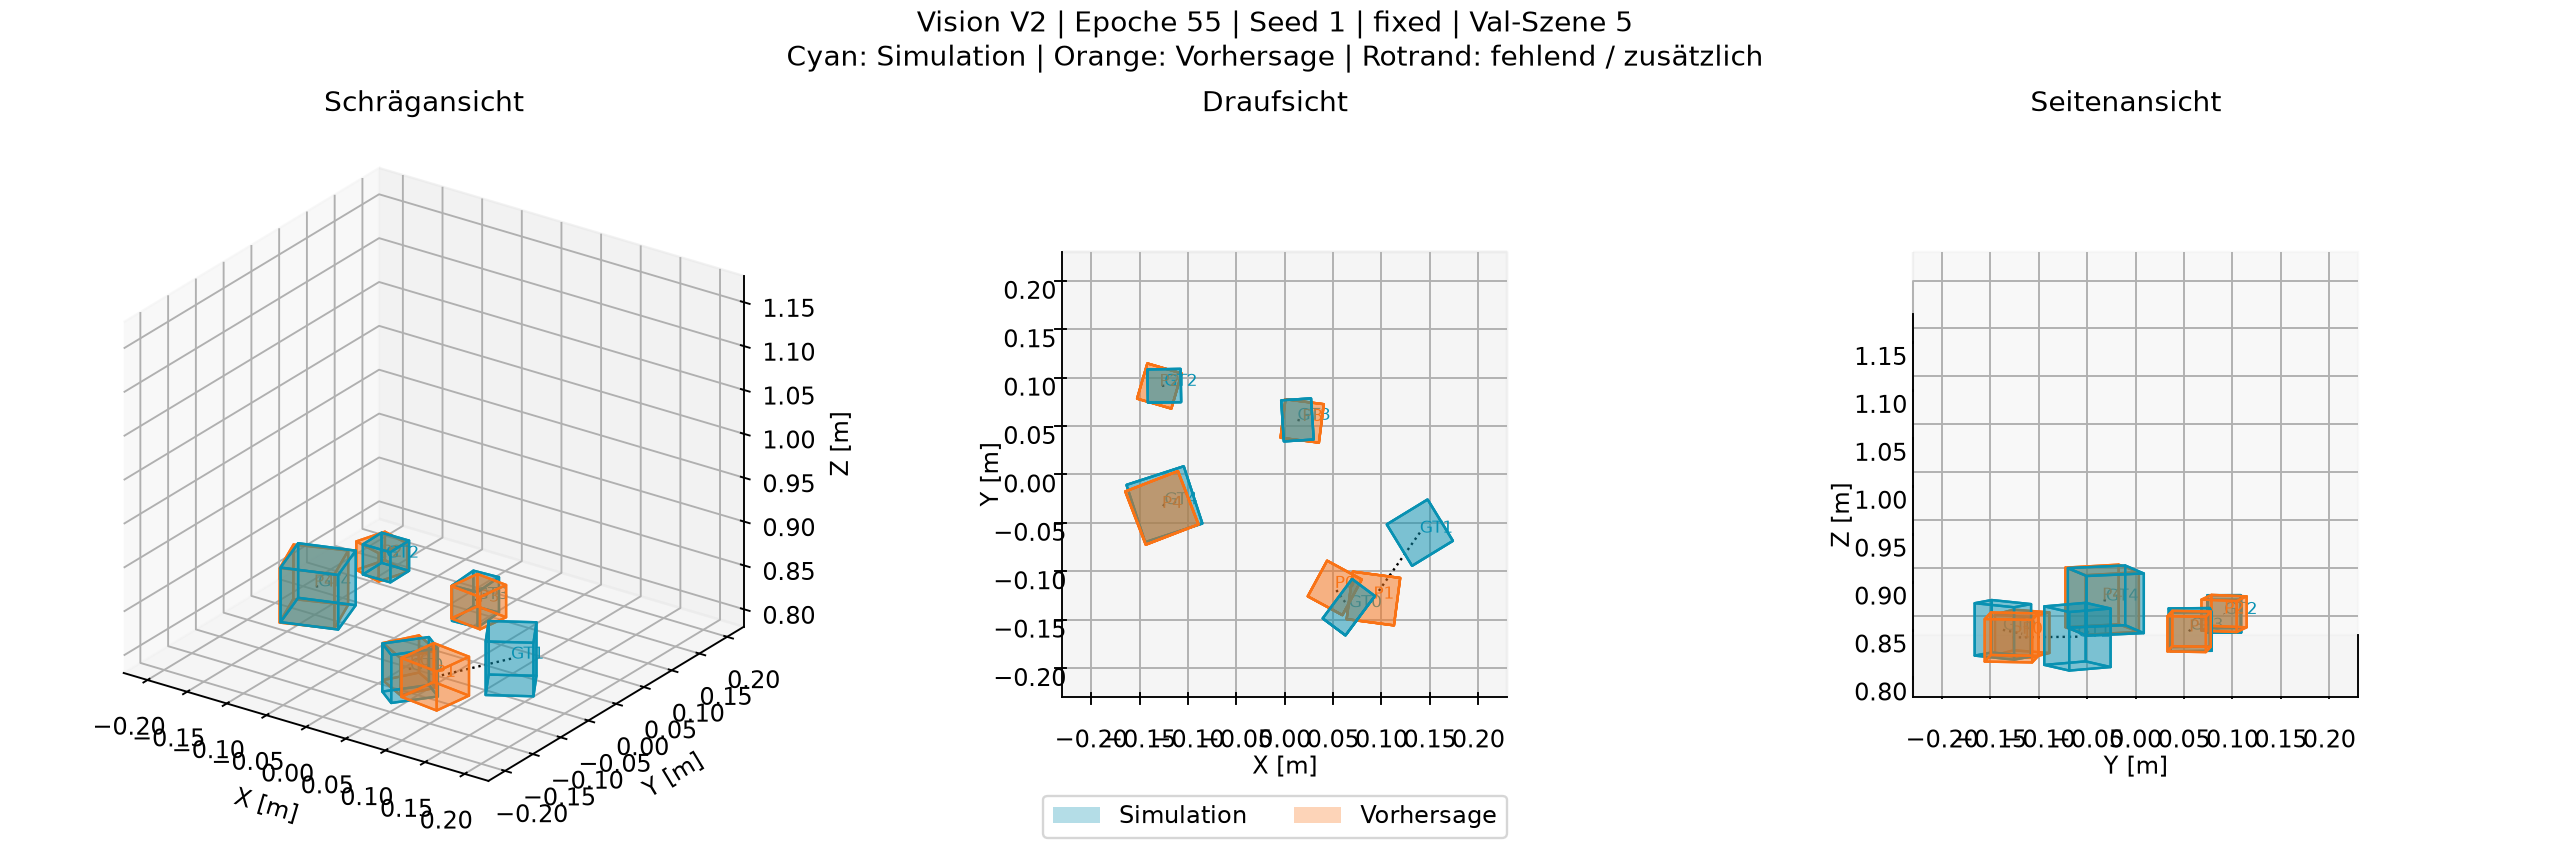 Vision V2 | Epoche 55 | Seed 1 | fixed | Val-Szene 5
Cyan: Simulation | Orange: Vorhersage | Rotrand: fehlend / zusätzlich
Schrägansicht
1.15
1.10
1.05
1.00
0.95
0.90
0.85
0.80
Z [m]
GT2
GT1
−0.20
−0.15
−0.10
−0.05
0.00
0.05
0.10
0.15
0.20
X [m]
−0.20
−0.15
−0.10
−0.05
0.00
0.05
0.10
0.15
0.20
Y [m]
Draufsicht
0.20
0.15
0.10
0.05
0.00
−0.05
−0.10
−0.15
−0.20
Y [m]
GT2
GT3
GT1
GT0
−0.20
−0.15
−0.10
−0.05
0.00
0.05
0.10
0.15
0.20
X [m]
Seitenansicht
1.15
1.10
1.05
1.00
0.95
0.90
0.85
0.80
Z [m]
GT4
GT2
−0.20
−0.15
−0.10
−0.05
0.00
0.05
0.10
0.15
0.20
Y [m]
Simulation
Vorhersage